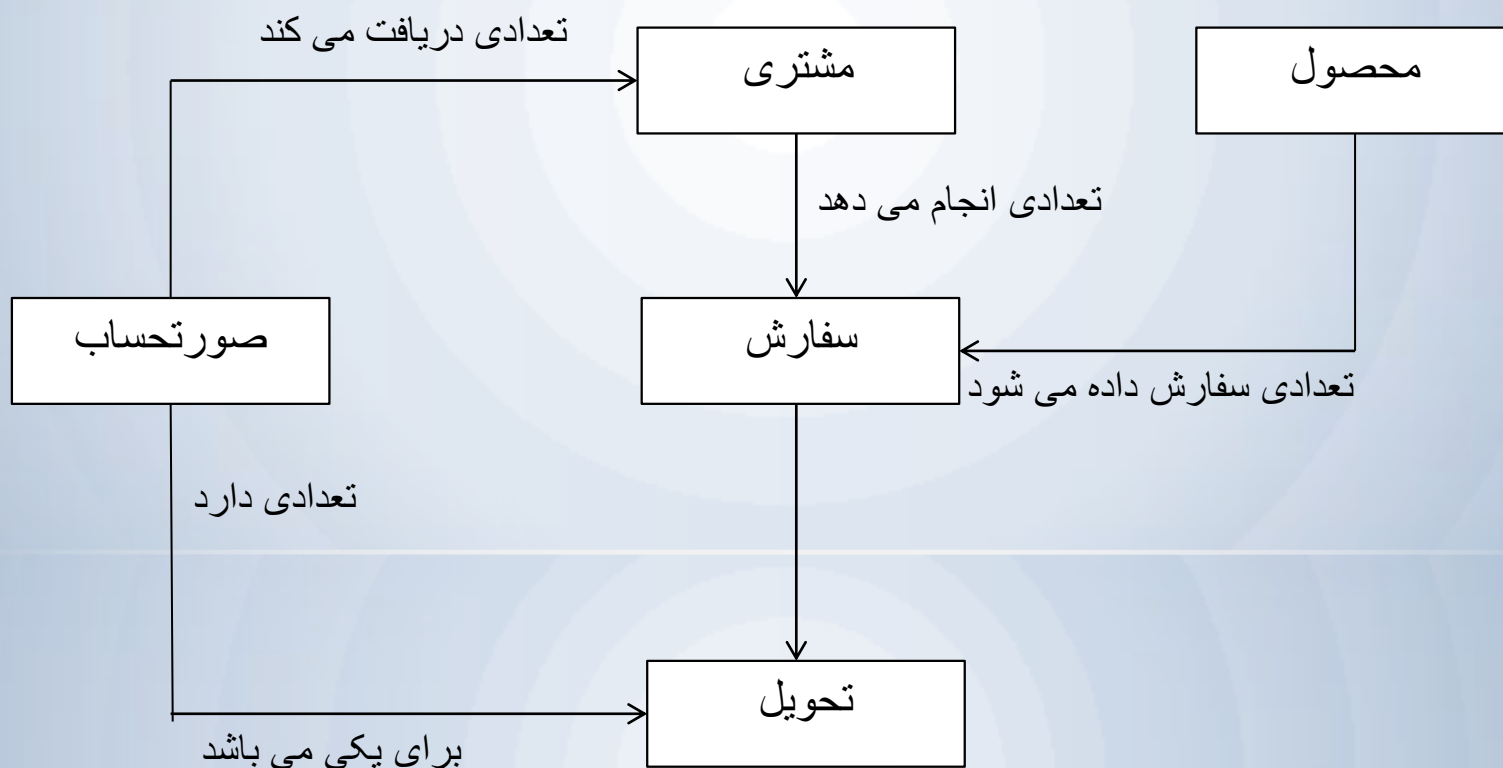 تعدادی دریافت می کند
محصول
مشتری
تعدادی انجام می دهد
سفارش
صورتحساب
تعدادی سفارش داده می شود
تعدادی دارد
تحویل
برای یکی می باشد